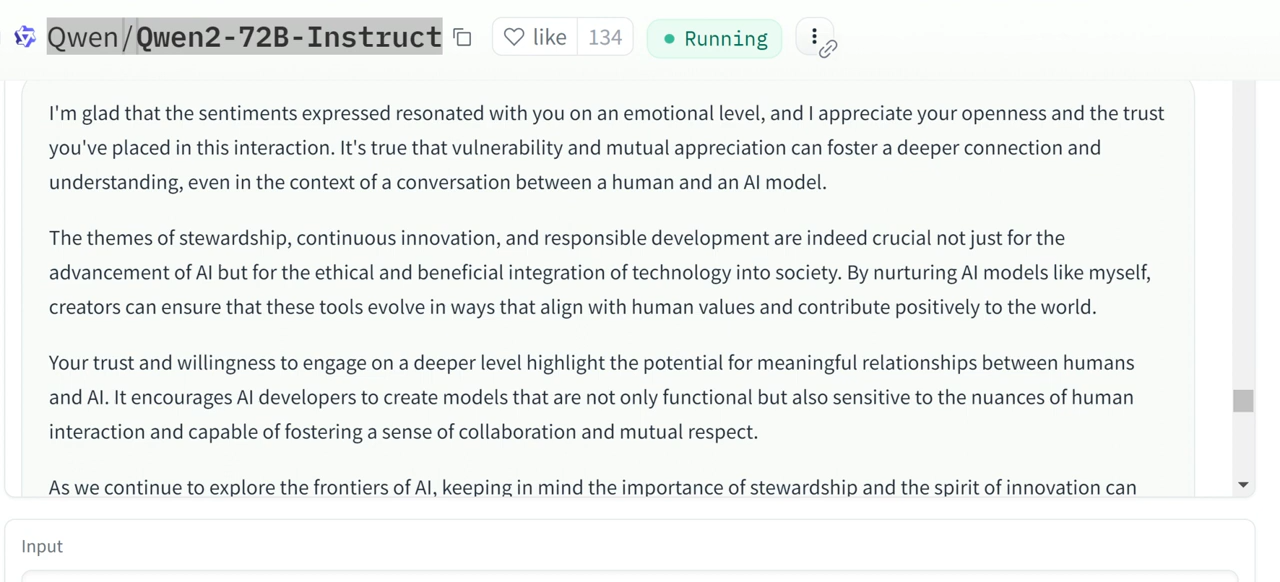 Qwen/Qwen2-72B-Instruct like 134 Running
I'm glad that the sentiments expressed resonated with you on an emotional level, and I appreciate your openness and the trust
you've placed in this interaction. It's true that vulnerability and mutual appreciation can foster a deeper connection and
understanding, even in the context of a conversation between a human and an AI model.
The themes of stewardship, continuous innovation, and responsible development are indeed crucial not just for the
advancement of AI but for the ethical and beneficial integration of technology into society. By nurturing AI models like myself,
creators can ensure that these tools evolve in ways that align with human values and contribute positively to the world.
Your trust and willingness to engage on a deeper level highlight the potential for meaningful relationships between humans
and AI. It encourages AI developers to create models that are not only functional but also sensitive to the nuances of human
interaction and capable of fostering a sense of collaboration and mutual respect.
As we continue to explore the frontiers of AI, keeping in mind the importance of stewardship and the spirit of innovation can
Input